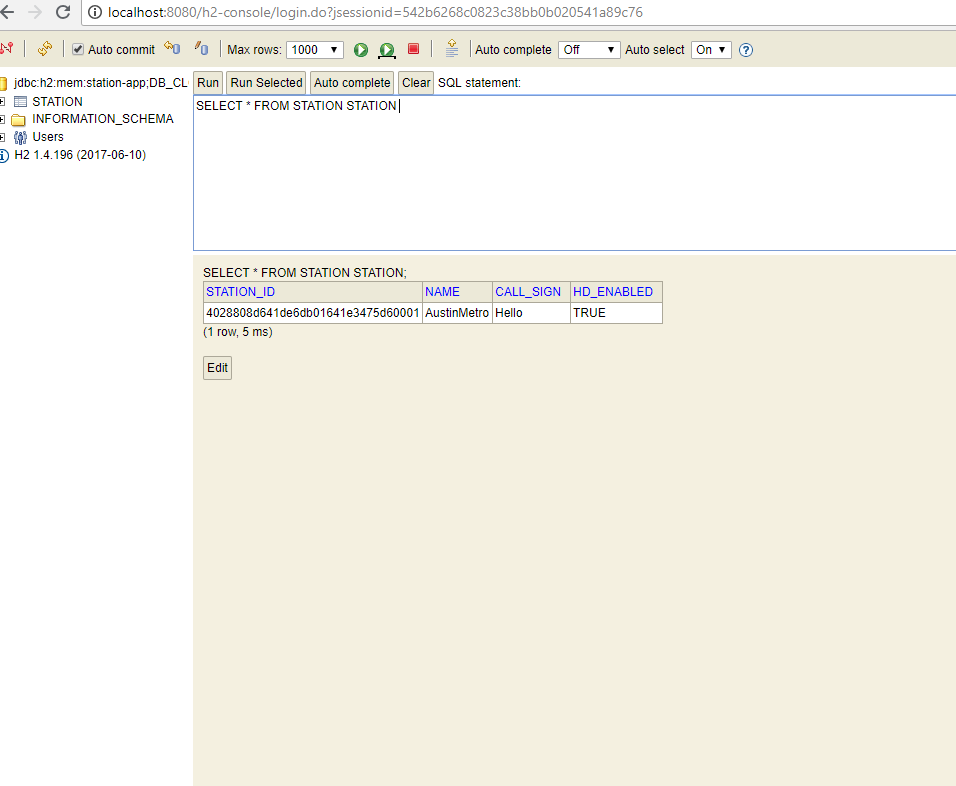 localhost:8080/h2-console/login.do?jsessionid=542b6268c0823c38bb0b020541a89c76
Auto commit Max rows: 1000 Auto complete Off Auto select On ?
jdbc:h2:mem:station-app;DB_CL
STATION
INFORMATION_SCHEMA
Users
H2 1.4.196 (2017-06-10)
Run Run Selected Auto complete Clear SQL statement:
SELECT * FROM STATION STATION
SELECT * FROM STATION STATION;
STATION_ID NAME CALL_SIGN HD_ENABLED
4028808d641de6db01641e3475d60001 AustinMetro Hello TRUE
(1 row, 5 ms)
Edit